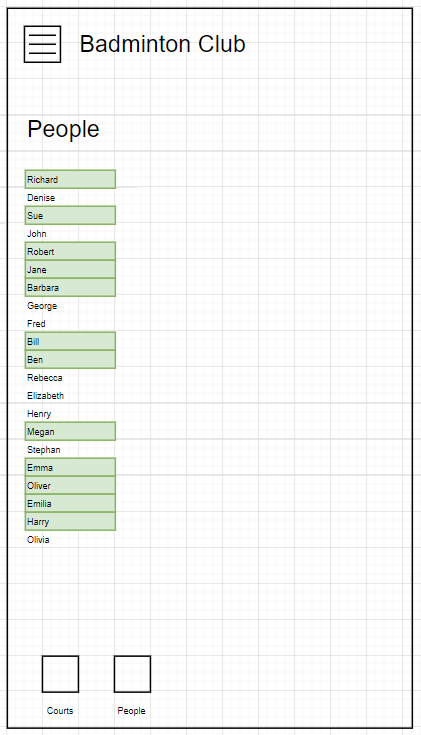 Badminton Club
People
Richard
Denise
Sue
John
Robert
Jane
Barbara
George
Fred
Bill
Ben
Rebecca
Elizabeth
Henry
Megan
Stephan
Emma
Oliver
Emilia
Harry
Olivia
Courts People